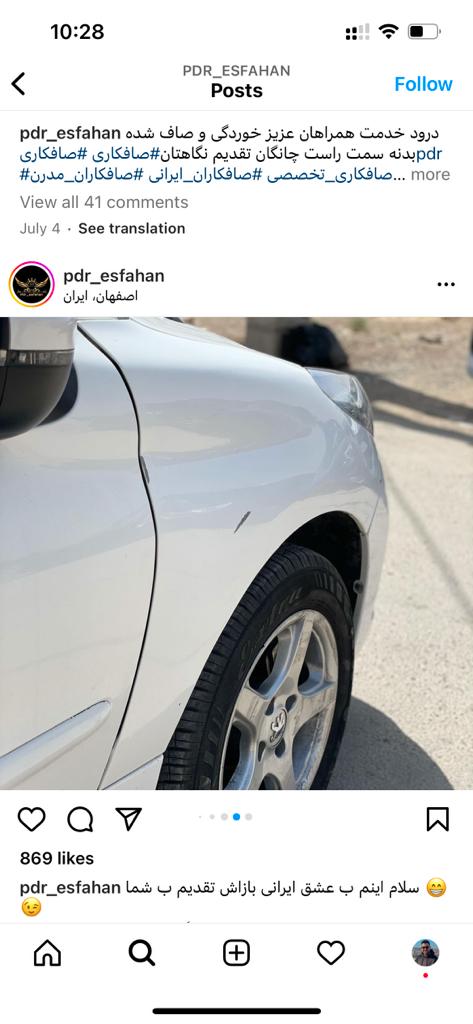 10:28
PDR_ESFAHAN
Posts
Follow
pdr_esfahan درود خدمت همراهان عزیز خوردگی و صاف شده
بدنه سمت راست چانگان تقدیم نگاهتان#صافکاری #صافکاریpdr
#صافکاری_تخصصی #صافکاران_ایرانی #صافکاران_مدرن... more
View all 41 comments
July 4 · See translation
pdr_esfahan
اصفهان، ایران
869 likes
pdr_esfahan سلام اینم ب عشق ایرانی بازاش تقدیم ب شما 😁
😉